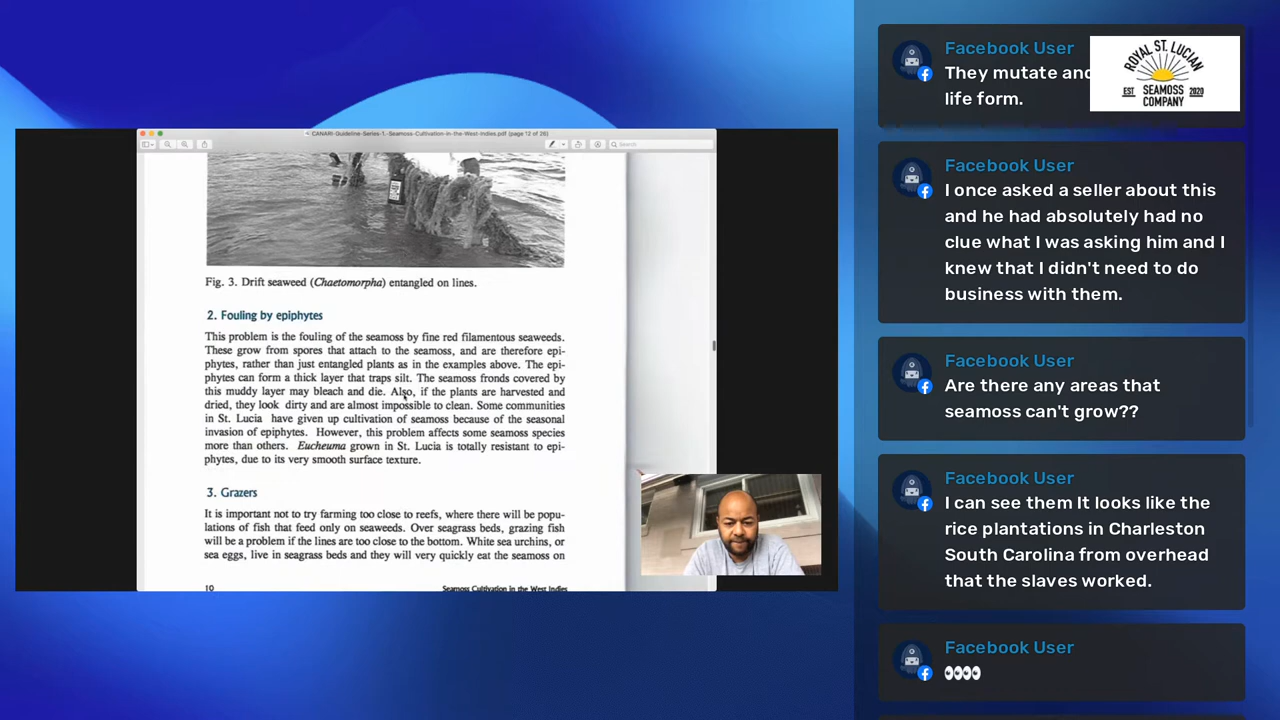 CANARI-Guideline-Series-1.-Seamoss-Cultivation-in-the-West-Indies.pdf (page 12 of 26)
Search
Fig. 3. Drift seaweed (Chaetomorpha) entangled on lines.
2. Fouling by epiphytes
This problem is the fouling of the seamoss by fine red filamentous seaweeds.
These grow from spores that attach to the seamoss, and are therefore epi-
phytes, rather than just entangled plants as in the examples above. The epi-
phytes can form a thick layer that traps silt. The seamoss fronds covered by
this muddy layer may bleach and die. Also, if the plants are harvested and
dried, they look dirty and are almost impossible to clean. Some communities
in St. Lucia have given up cultivation of seamoss because of the seasonal
invasion of epiphytes. However, this problem affects some seamoss species
more than others. Eucheuma grown in St. Lucia is totally resistant to epi-
phytes, due to its very smooth surface texture.
3. Grazers
It is important not to try farming too close to reefs, where there will be popu-
lations of fish that feed only on seaweeds. Over seagrass beds, grazing fish
will be a problem if the lines are too close to the bottom. White sea urchins, or
sea eggs, live in seagrass beds and they will very quickly eat the seamoss on
10
Seamoss Cultivation in the West Indies
Facebook User
They mutate and
life form.
ROYAL ST. LUCIAN
EST 2020
SEAMOSS
COMPANY
Facebook User
I once asked a seller about this
and he had absolutely had no
clue what I was asking him and I
knew that I didn't need to do
business with them.
Facebook User
Are there any areas that
seamoss can't grow??
Facebook User
I can see them It looks like the
rice plantations in Charleston
South Carolina from overhead
that the slaves worked.
Facebook User
👀👀